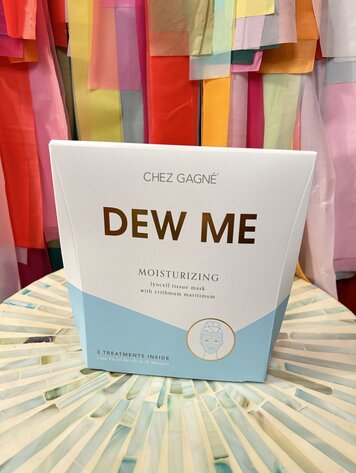 CHEZ GAGNÉ
DEW ME
MOISTURIZING
lyocell tissue mask
with crithmum maritimum
3 TREATMENTS INSIDE